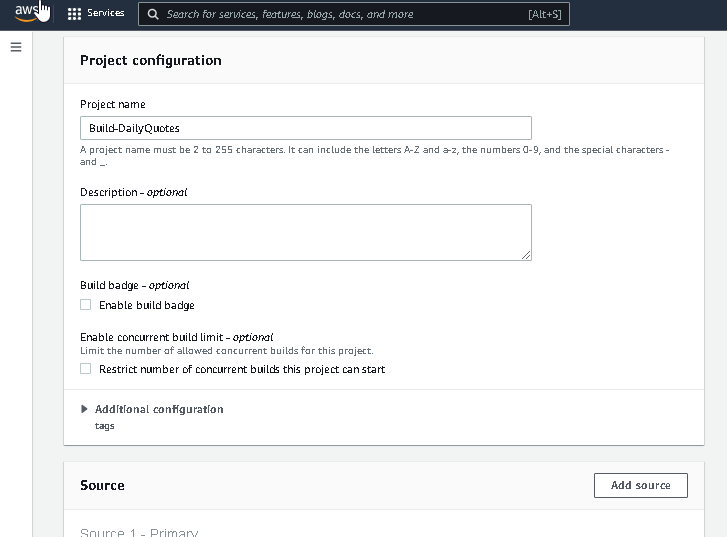 aws
Services
Search for services, features, blogs, docs, and more
[Alt+S]
Project configuration
Project name
Build-DailyQuotes
A project name must be 2 to 255 characters. It can include the letters A-Z and a-z, the numbers 0-9, and the special characters -
and _.
Description - optional
Build badge - optional
Enable build badge
Enable concurrent build limit - optional
Limit the number of allowed concurrent builds for this project.
Restrict number of concurrent builds this project can start
Additional configuration
tags
Source
Add source
Source 1 - Primary